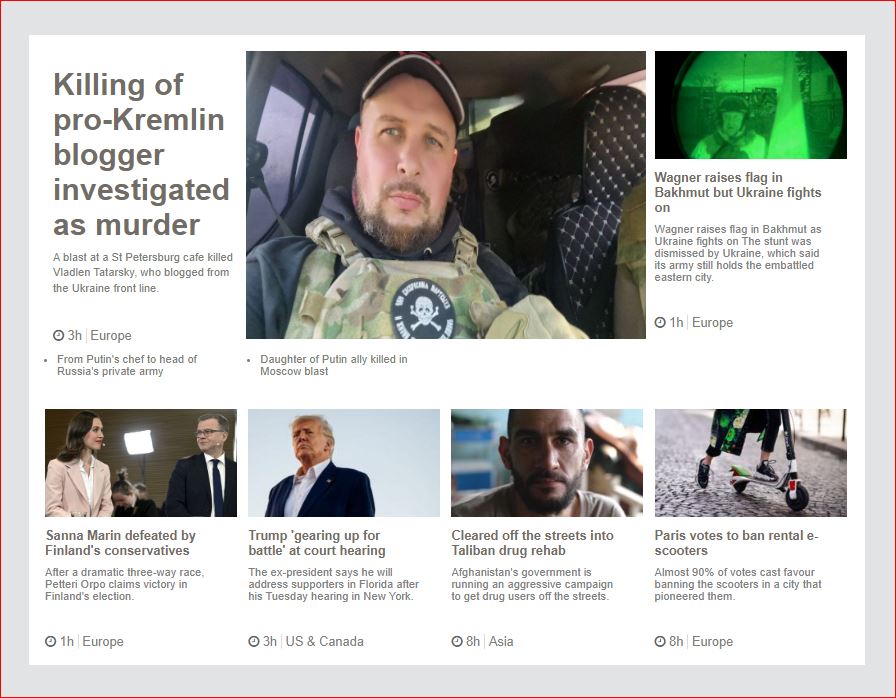 Killing of
pro-Kremlin
blogger
investigated
as murder
A blast at a St Petersburg cafe killed
Vladlen Tatarsky, who blogged from
the Ukraine front line.
3h Europe
From Putin's chef to head of
Russia's private army
Daughter of Putin ally killed in
Moscow blast
Wagner raises flag in
Bakhmut but Ukraine fights
on
Wagner raises flag in Bakhmut as
Ukraine fights on The stunt was
dismissed by Ukraine, which said
its army still holds the embattled
eastern city.
1h Europe
Sanna Marin defeated by
Finland's conservatives
After a dramatic three-way race,
Petteri Orpo claims victory in
Finland's election.
1h Europe
Trump 'gearing up for
battle' at court hearing
The ex-president says he will
address supporters in Florida after
his Tuesday hearing in New York.
3h US & Canada
Cleared off the streets into
Taliban drug rehab
Afghanistan's government is
running an aggressive campaign
to get drug users off the streets.
8h Asia
Paris votes to ban rental e-
scooters
Almost 90% of votes cast favour
banning the scooters in a city that
pioneered them.
8h Europe